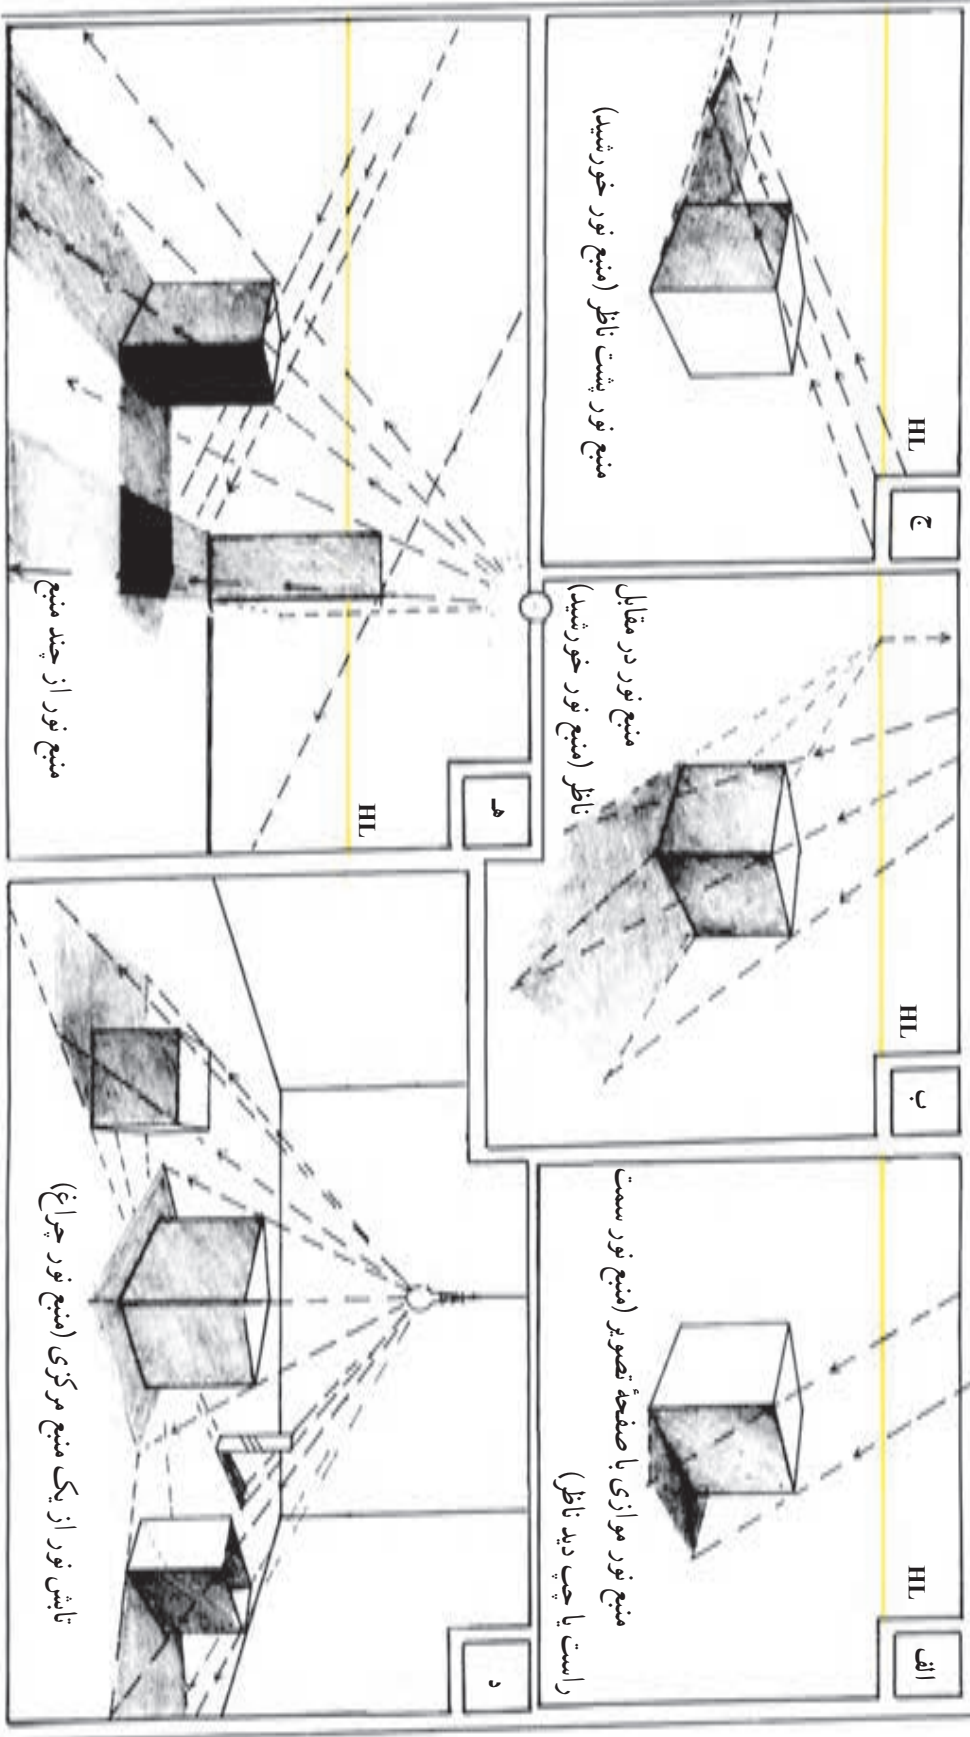 الف
HL
منبع نور موازی با صفحهٔ تصویر (منبع نور سمت
راست یا چپ دید ناظر)
ب
HL
منبع نور در مقابل
ناظر (منبع نور خورشید)
ج
HL
منبع نور پشت ناظر (منبع نور خورشید)
د
تابش نور از یک منبع مرکزی (منبع نور چراغ)
هـ
HL
منبع نور از چند منبع